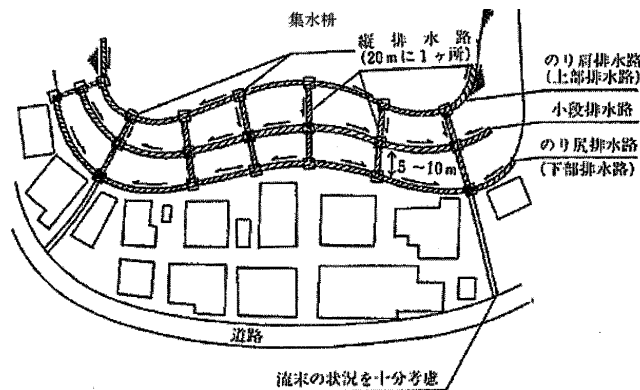 集水枡
縦排水路
(20mに1ヶ所)
のり肩排水路
(上部排水路)
小段排水路
のり尻排水路
(下部排水路)
5～10m
道路
流末の状況を十分考慮